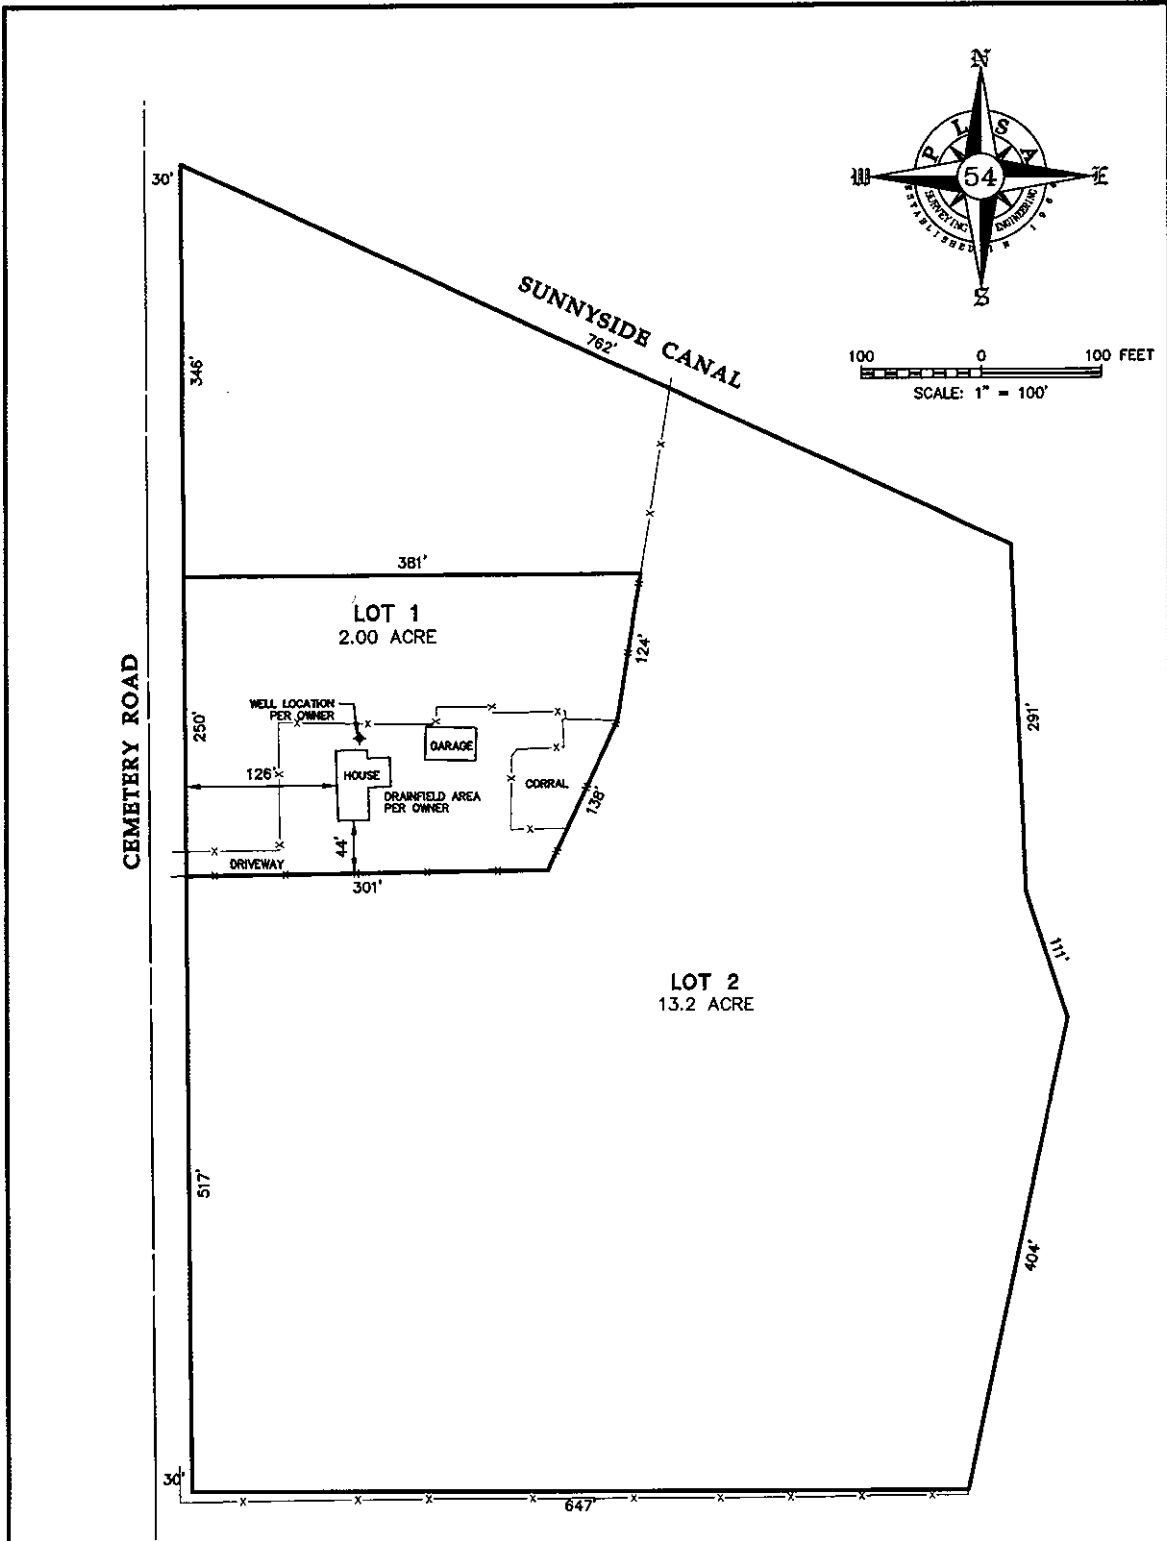 N
P L S A
W
54
E
SURVEYING
ENGINEERING
S
30'
SUNNYSIDE CANAL
762'
346'
100 0 100 FEET
SCALE: 1" = 100'
381'
LOT 1
2.00 ACRE
124'
CEMETERY ROAD
WELL LOCATION
PER OWNER
250'
291'
GARAGE
126'
HOUSE
CORRAL
DRAINFIELD AREA
PER OWNER
138'
44'
DRIVEWAY
301'
111'
LOT 2
13.2 ACRE
517'
404'
30'
647'